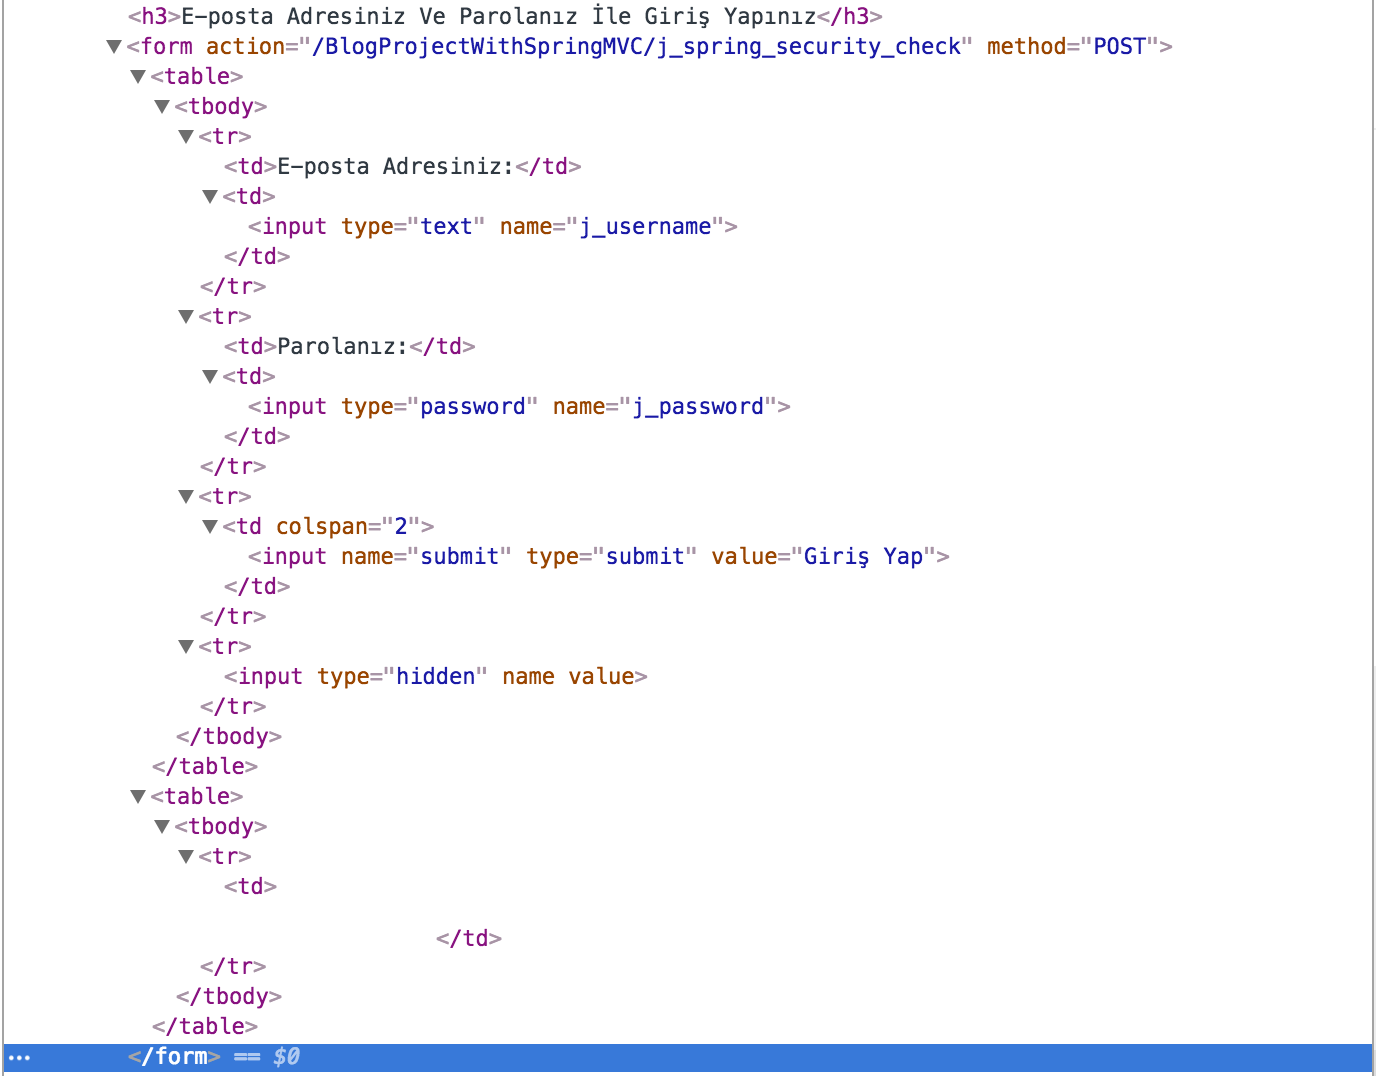 <h3>E-posta Adresiniz Ve Parolanız İle Giriş Yapınız</h3>
▼<form action="/BlogProjectWithSpringMVC/j_spring_security_check" method="POST">
▼<table>
▼<tbody>
▼<tr>
<td>E-posta Adresiniz:</td>
▼<td>
<input type="text" name="j_username">
</td>
</tr>
▼<tr>
<td>Parolanız:</td>
▼<td>
<input type="password" name="j_password">
</td>
</tr>
▼<tr>
▼<td colspan="2">
<input name="submit" type="submit" value="Giriş Yap">
</td>
</tr>
▼<tr>
<input type="hidden" name value>
</tr>
</tbody>
</table>
▼<table>
▼<tbody>
▼<tr>
<td>
</td>
</tr>
</tbody>
</table>
… </form> == $0